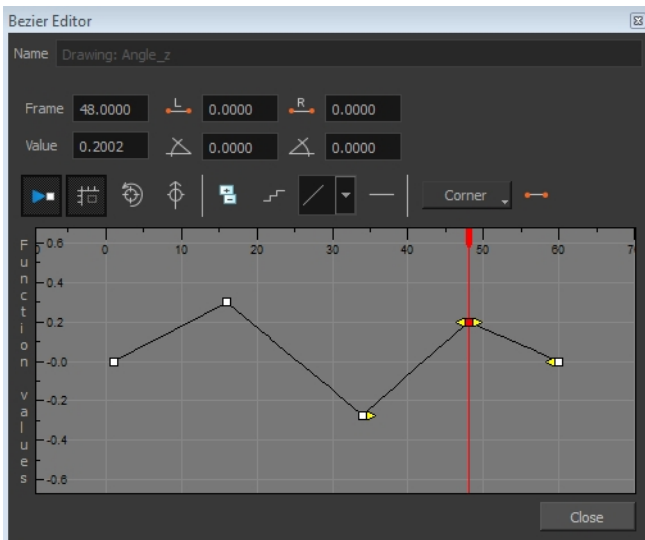 Bezier Editor
Name Drawing: Angle_z
Frame 48.0000 L 0.0000 R 0.0000
Value 0.2002 0.0000 0.0000
Corner
Function values
0 10 20 30 40 50 60 70
0.6
0.4
0.2
-0.0
-0.2
-0.4
-0.6
Close